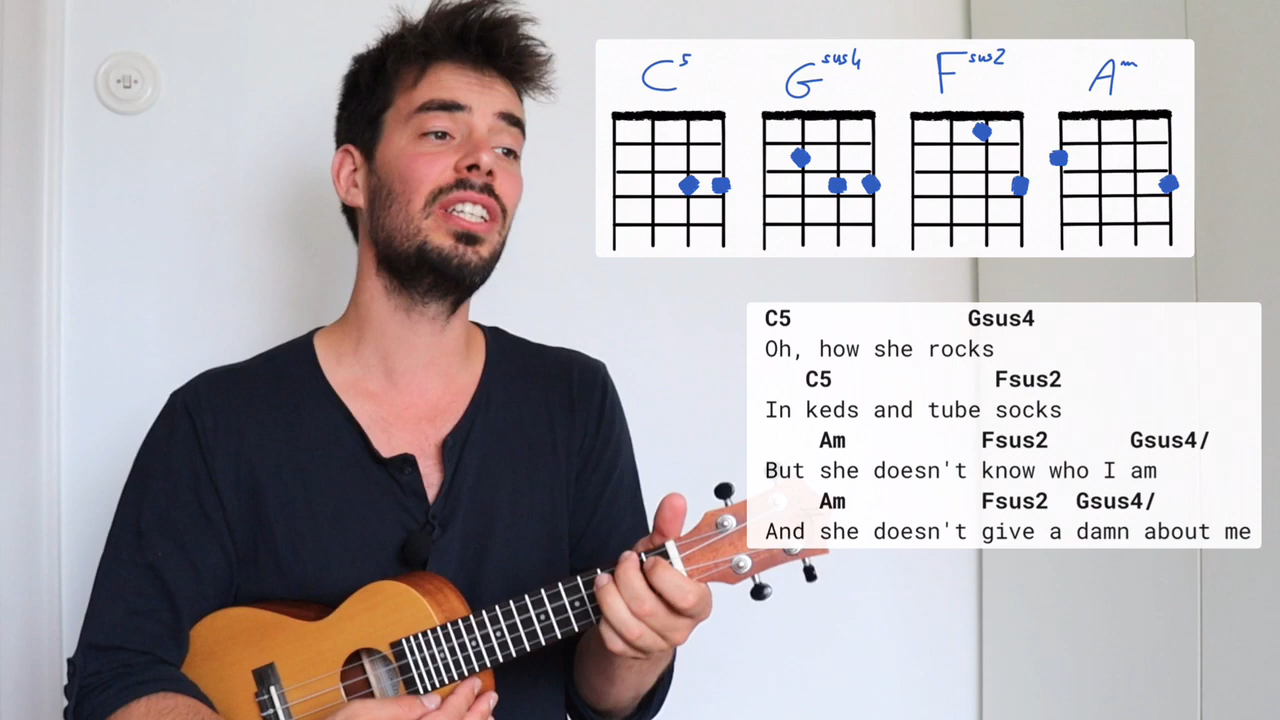 C5 Gsus4 Fsus2 Am
C5 Gsus4
Oh, how she rocks
C5 Fsus2
In keds and tube socks
Am Fsus2 Gsus4/
But she doesn't know who I am
Am Fsus2 Gsus4/
And she doesn't give a damn about me